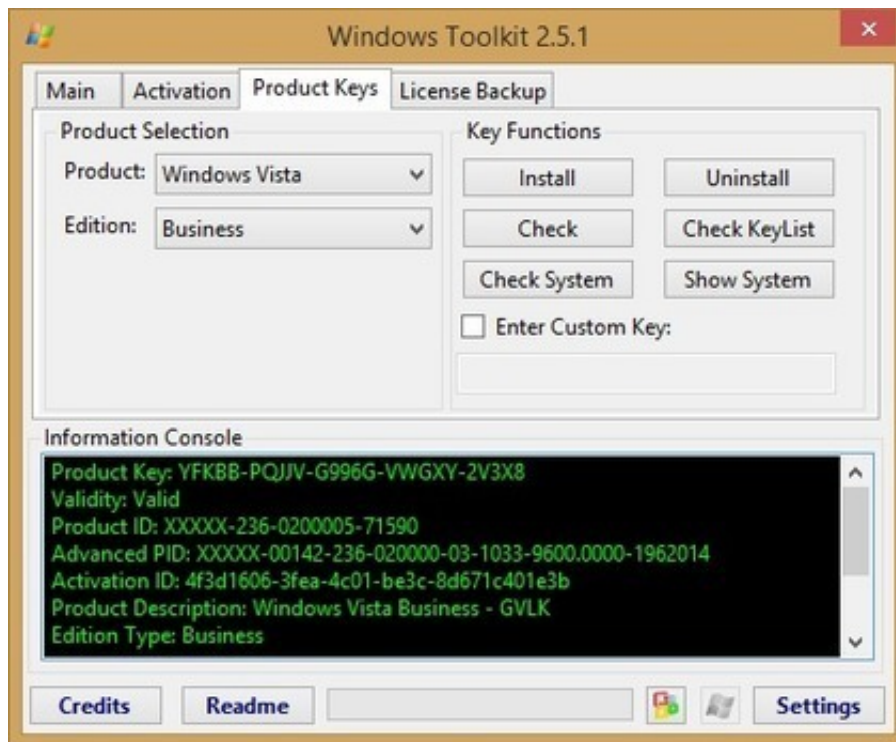 Windows Toolkit 2.5.1
Main Activation Product Keys License Backup
Product Selection
Product: Windows Vista
Edition: Business
Key Functions
Install Uninstall
Check Check KeyList
Check System Show System
Enter Custom Key:
Information Console
Product Key: YFKBB-PQJJV-G996G-VWGXY-2V3X8
Validity: Valid
Product ID: XXXXX-236-0200005-71590
Advanced PID: XXXXX-00142-236-020000-03-1033-9600.0000-1962014
Activation ID: 4f3d1606-3fea-4c01-be3c-8d671c401e3b
Product Description: Windows Vista Business - GVLK
Edition Type: Business
Credits Readme Settings